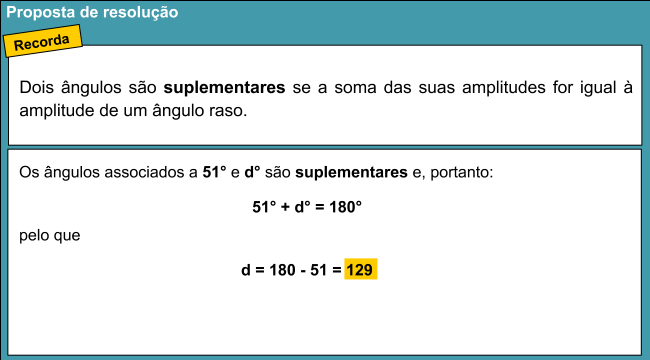 Proposta de resolução
Recorda
Dois ângulos são suplementares se a soma das suas amplitudes for igual à
amplitude de um ângulo raso.
Os ângulos associados a 51° e d° são suplementares e, portanto:
51° + d° = 180°
pelo que
d = 180 - 51 = 129